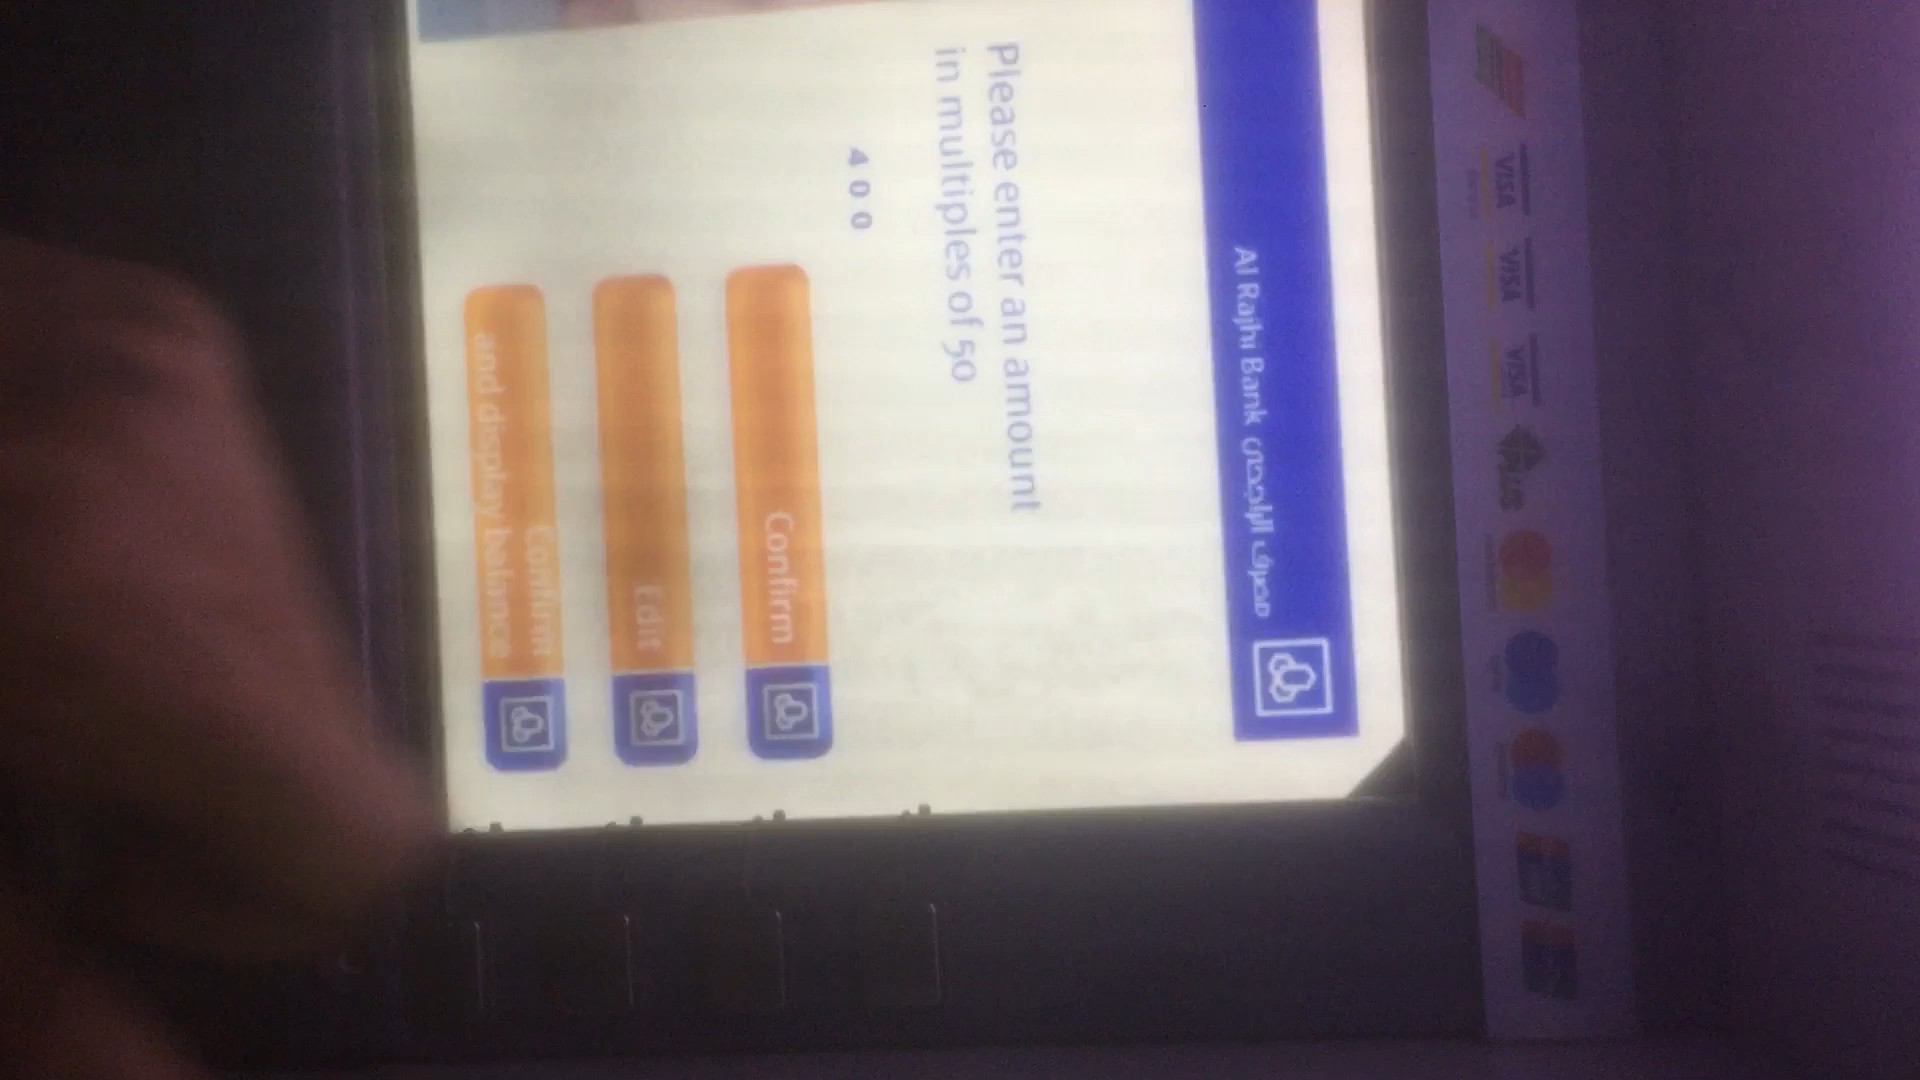 Al Rajhi Bank مصرف الراجحي
Please enter an amount
in multiples of 50
400
Confirm
Edit
Confirm
and display balance
VISA
VISA
VISA
PLUS